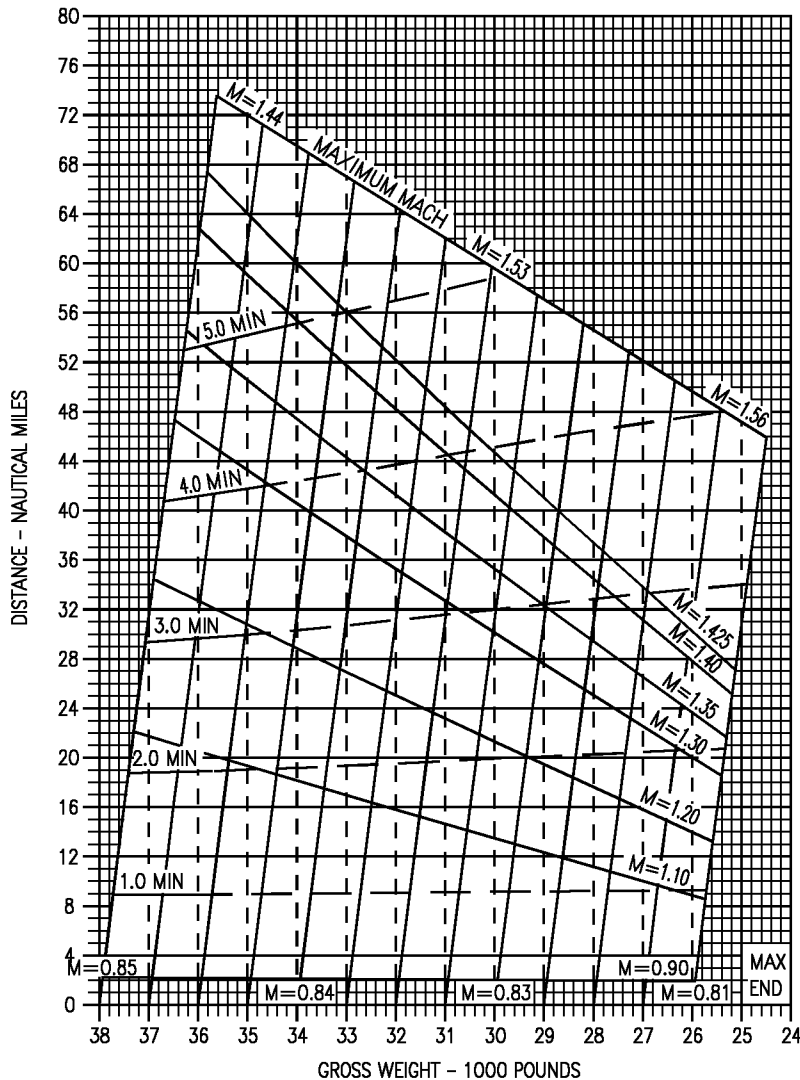 80
76
72
68
64
60
56
52
48
44
40
36
32
28
24
20
16
12
8
4
0
DISTANCE – NAUTICAL MILES
M=1.44
MAXIMUM MACH
M=1.53
M=1.56
5.0 MIN
4.0 MIN
3.0 MIN
2.0 MIN
1.0 MIN
M=1.425
M=1.40
M=1.35
M=1.30
M=1.20
M=1.10
M=0.85
M=0.90
MAX
END
M=0.84
M=0.83
M=0.81
38 37 36 35 34 33 32 31 30 29 28 27 26 25 24
GROSS WEIGHT – 1000 POUNDS